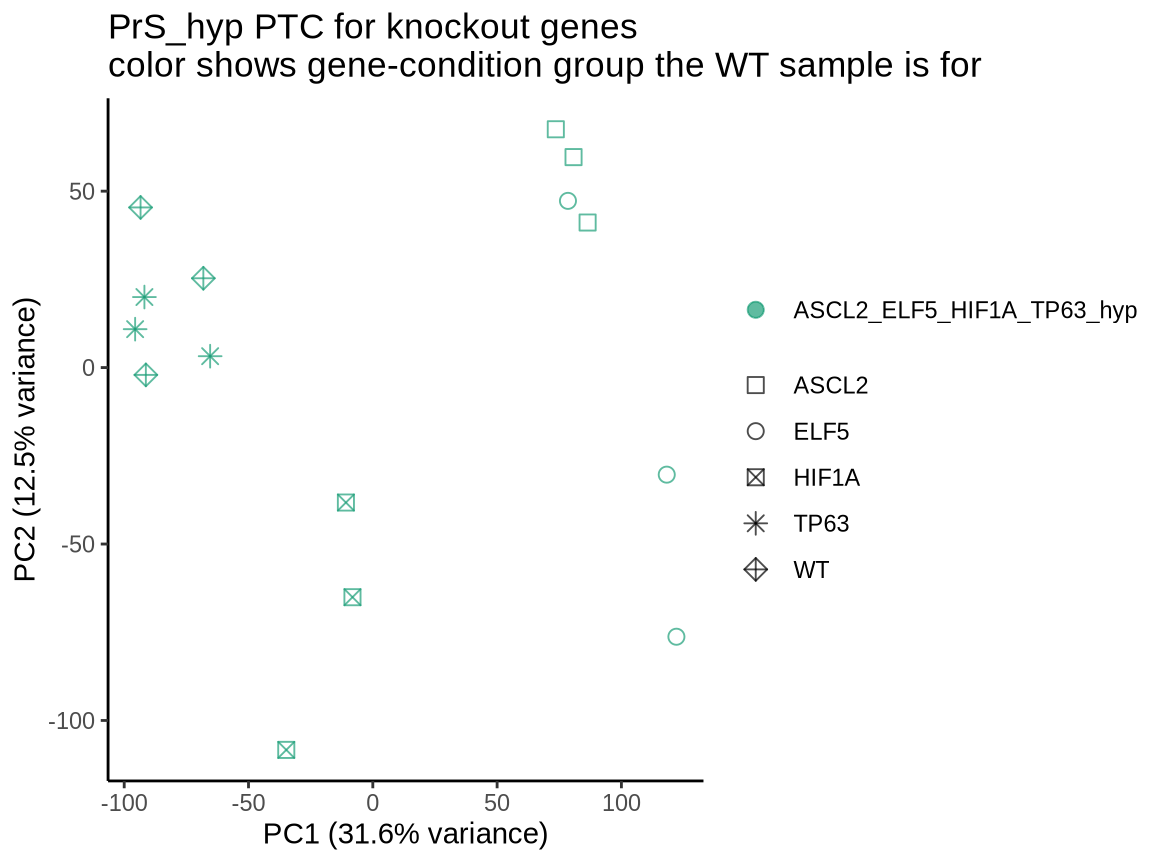 PrS_hyp PTC for knockout genes
color shows gene-condition group the WT sample is for
50
0
-50
-100
-100
-50
0
50
100
PC1 (31.6% variance)
PC2 (12.5% variance)
ASCL2_ELF5_HIF1A_TP63_hyp
ASCL2
ELF5
HIF1A
TP63
WT